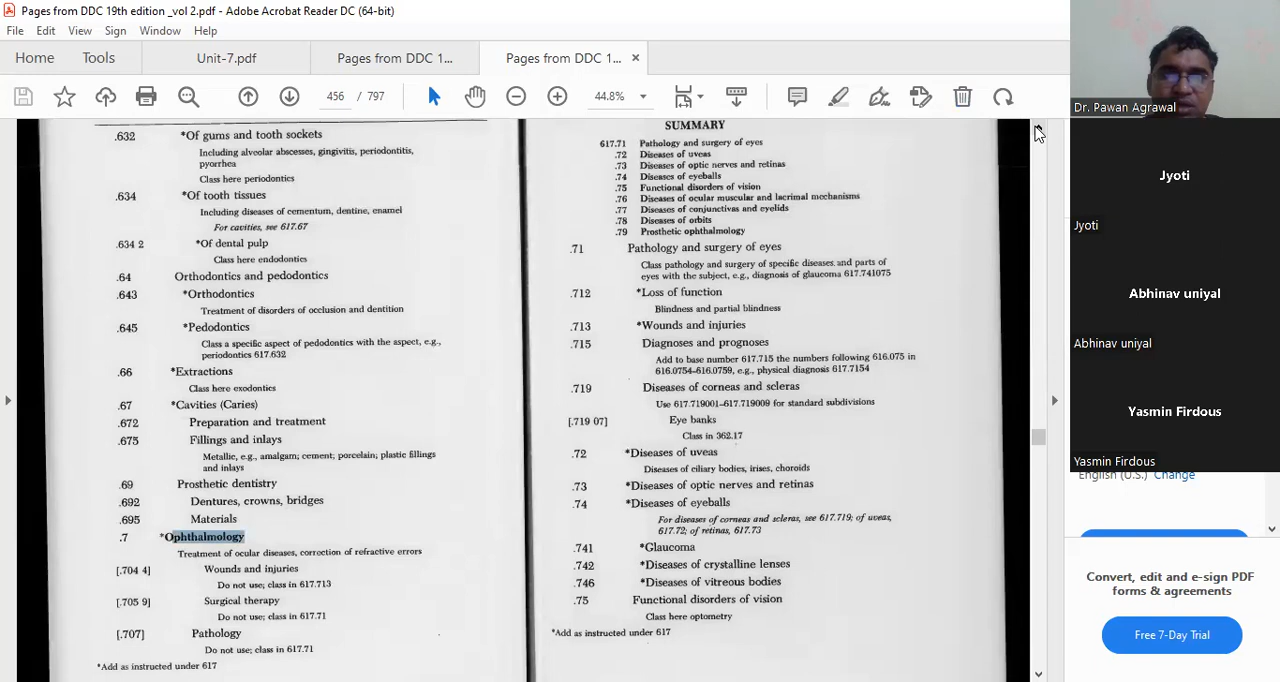 Pages from DDC 19th edition _vol 2.pdf - Adobe Acrobat Reader DC (64-bit)
File Edit View Sign Window Help
Home Tools Unit-7.pdf Pages from DDC 1... Pages from DDC 1... ×
456 / 797 44.8%
.632 *Of gums and tooth sockets
Including alveolar abscesses, gingivitis, periodontitis,
pyorrhea
Class here periodontics
.634 *Of tooth tissues
Including diseases of cementum, dentine, enamel
For cavities, see 617.67
.634 2 *Of dental pulp
Class here endodontics
.64 Orthodontics and pedodontics
.643 *Orthodontics
Treatment of disorders of occlusion and dentition
.645 *Pedodontics
Class a specific aspect of pedodontics with the aspect, e.g.,
periodontics 617.632
.66 *Extractions
Class here exodontics
.67 *Cavities (Caries)
.672 Preparation and treatment
.675 Fillings and inlays
Metallic, e.g., amalgam; cement; porcelain; plastic fillings
and inlays
.69 Prosthetic dentistry
.692 Dentures, crowns, bridges
.695 Materials
.7 *Ophthalmology
Treatment of ocular diseases, correction of refractive errors
[.704 4] Wounds and injuries
Do not use; class in 617.713
[.705 9] Surgical therapy
Do not use; class in 617.71
[.707] Pathology
Do not use; class in 617.71
*Add as instructed under 617
SUMMARY
617.71 Pathology and surgery of eyes
.72 Diseases of uveas
.73 Diseases of optic nerves and retinas
.74 Diseases of eyeballs
.75 Functional disorders of vision
.76 Diseases of ocular muscular and lacrimal mechanisms
.77 Diseases of conjunctivas and eyelids
.78 Diseases of orbits
.79 Prosthetic ophthalmology
.71 Pathology and surgery of eyes
Class pathology and surgery of specific diseases and parts of
eyes with the subject, e.g., diagnosis of glaucoma 617.741075
.712 *Loss of function
Blindness and partial blindness
.713 *Wounds and injuries
.715 Diagnoses and prognoses
Add to base number 617.715 the numbers following 616.075 in
616.0754-616.0759, e.g., physical diagnosis 617.7154
.719 Diseases of corneas and scleras
Use 617.719001-617.719009 for standard subdivisions
[.719 07] Eye banks
Class in 362.17
.72 *Diseases of uveas
Diseases of ciliary bodies, irises, choroids
.73 *Diseases of optic nerves and retinas
.74 *Diseases of eyeballs
For diseases of corneas and scleras, see 617.719; of uveas,
617.72; of retinas, 617.73
.741 *Glaucoma
.742 *Diseases of crystalline lenses
.746 *Diseases of vitreous bodies
.75 Functional disorders of vision
Class here optometry
*Add as instructed under 617
Dr. Pawan Agrawal
Jyoti
Jyoti
Abhinav uniyal
Abhinav uniyal
Yasmin Firdous
Yasmin Firdous
English (U.S.) Change
Convert, edit and e-sign PDF
forms & agreements
Free 7-Day Trial